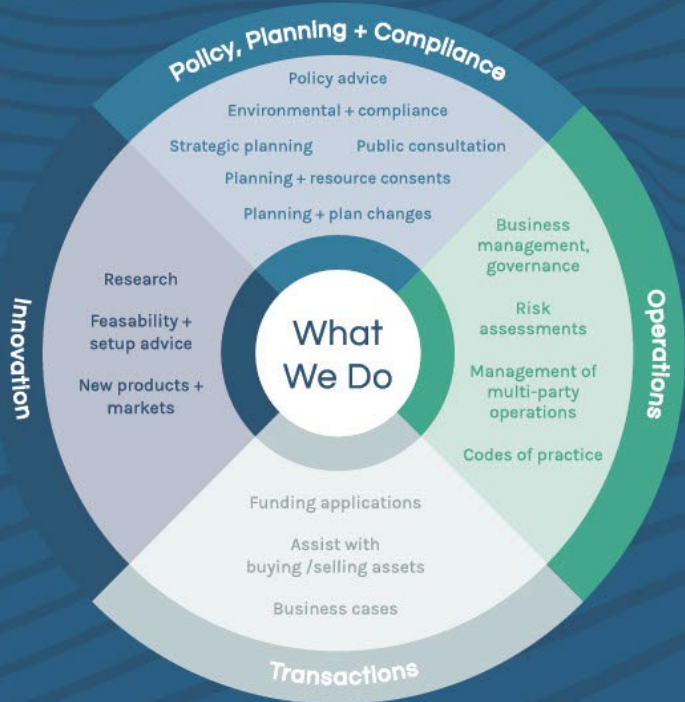 Policy, Planning + Compliance
Policy advice
Environmental + compliance
Strategic planning
Public consultation
Planning + resource consents
Planning + plan changes
Innovation
Research
Feasability +
setup advice
New products +
markets
What
We Do
Operations
Business
management,
governance
Risk
assessments
Management of
multi-party
operations
Codes of practice
Funding applications
Assist with
buying /selling assets
Business cases
Transactions